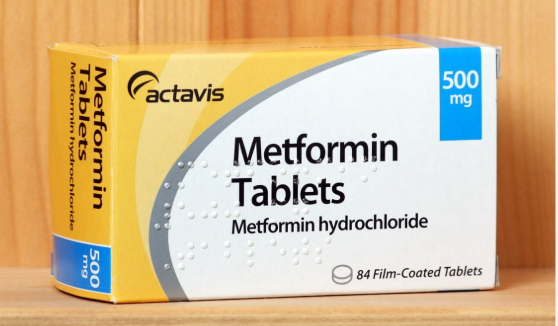 Metformin
Tablets
Metformin hydrochloride
500
mg
actavis
500
mg
Metformin
Tablets
Metformin hydrochloride
84 Film-Coated Tablets